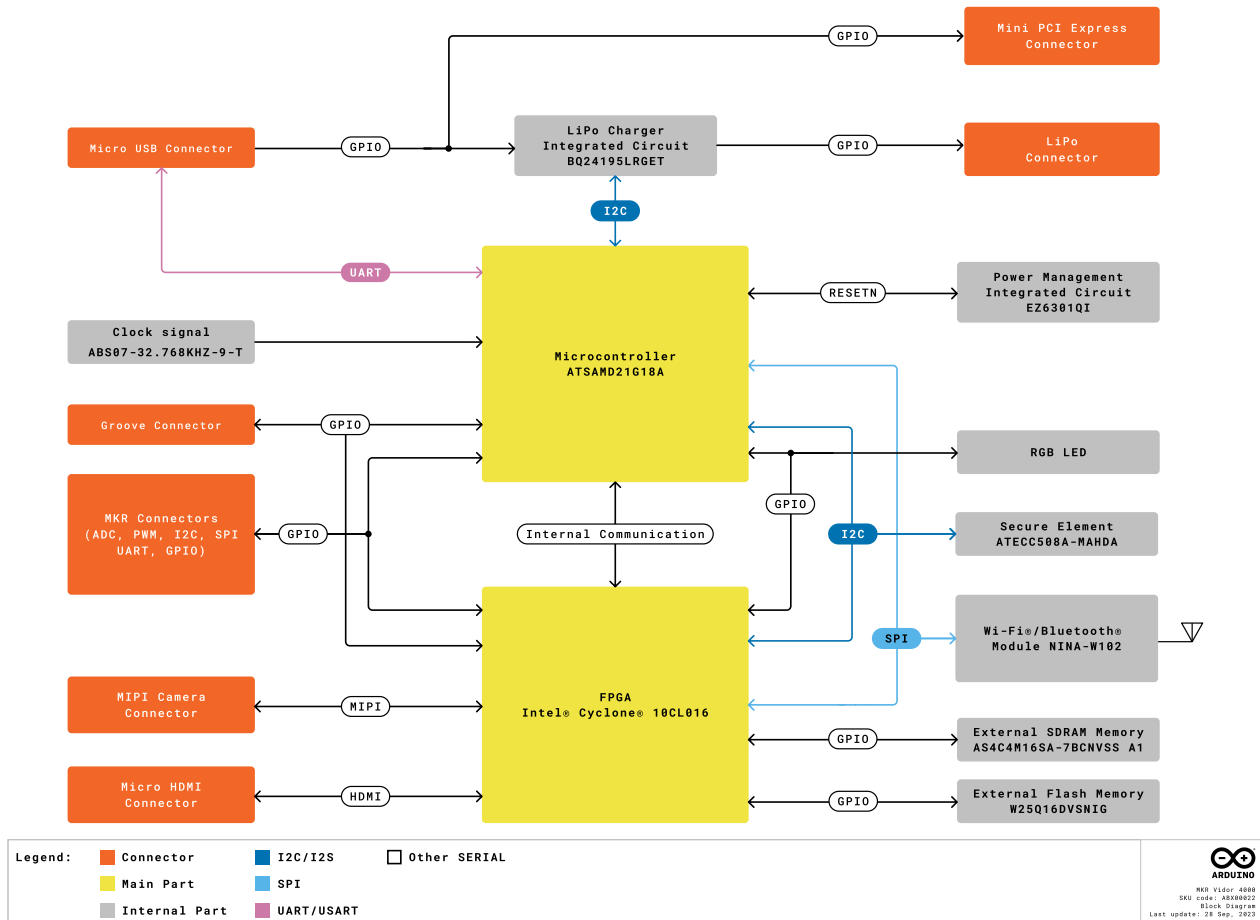 GPIO
Mini PCI Express
Connector
Micro USB Connector
GPIO
LiPo Charger
Integrated Circuit
BQ24195LRGET
GPIO
LiPo
Connector
I2C
UART
RESETN
Power Management
Integrated Circuit
EZ6301QI
Clock signal
ABS07-32.768KHZ-9-T
Microcontroller
ATSAMD21G18A
Groove Connector
GPIO
RGB LED
GPIO
MKR Connectors
(ADC, PWM, I2C, SPI
UART, GPIO)
GPIO
Internal Communication
I2C
Secure Element
ATECC508A-MAHDA
SPI
Wi-Fi®/Bluetooth®
Module NINA-W102
MIPI Camera
Connector
MIPI
FPGA
Intel® Cyclone® 10CL016
GPIO
External SDRAM Memory
AS4C4M16SA-7BCNVSS A1
Micro HDMI
Connector
HDMI
GPIO
External Flash Memory
W25Q16DVSNIG
Legend:
Connector
I2C/I2S
Other SERIAL
Main Part
SPI
Internal Part
UART/USART
ARDUINO
MKR Vidor 4000
SKU code: ABX00022
Block Diagram
Last update: 28 Sep, 2023